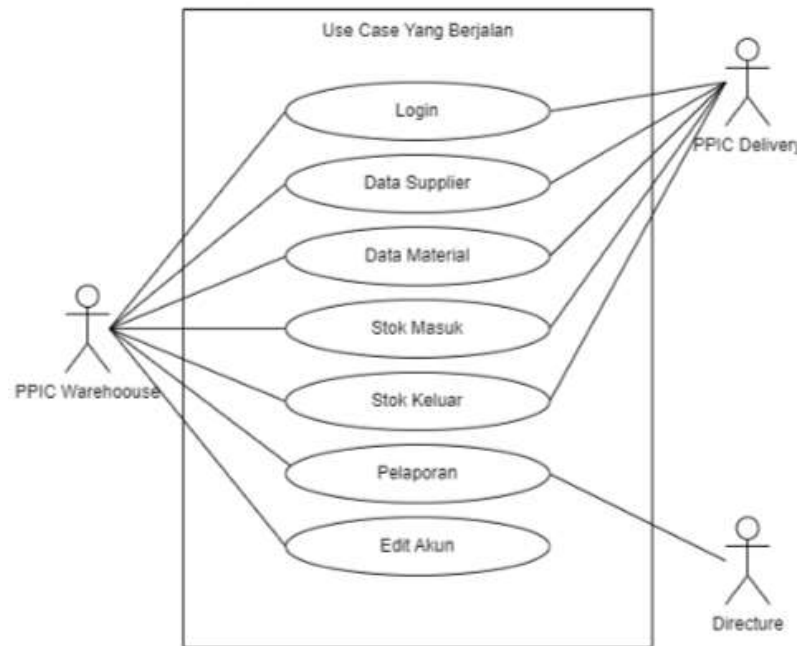 Use Case Yang Berjalan
Login
PPIC Delivery
Data Supplier
Data Material
Stok Masuk
PPIC Warehoouse
Stok Keluar
Pelaporan
Edit Akun
Directure